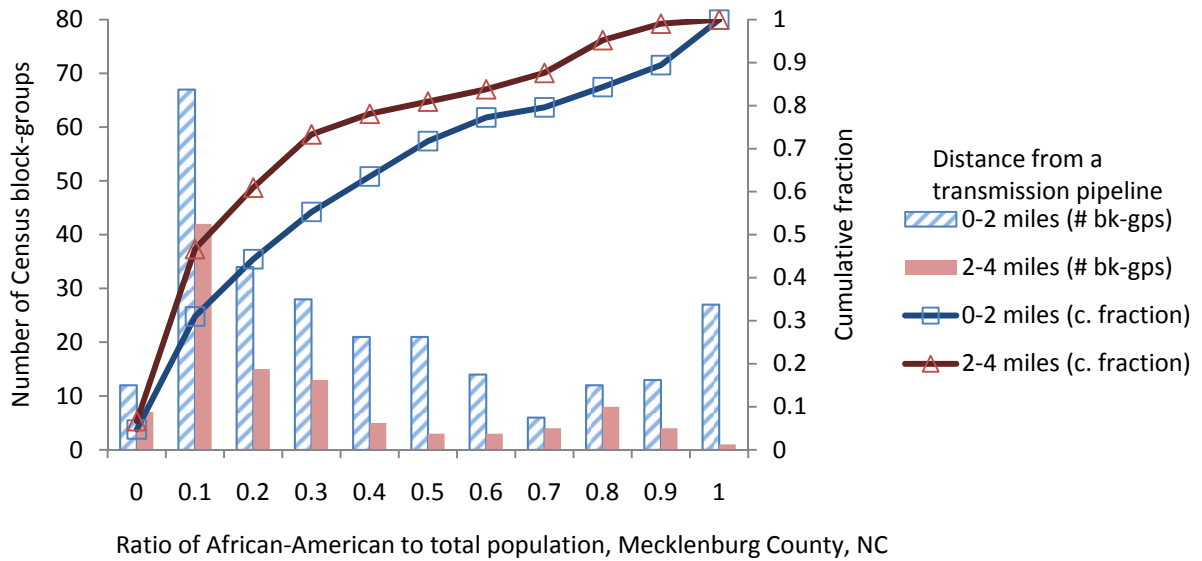 80
70
60
50
40
30
20
10
0
Number of Census block-groups
1
0.9
0.8
0.7
0.6
0.5
0.4
0.3
0.2
0.1
0
Cumulative fraction
0 0.1 0.2 0.3 0.4 0.5 0.6 0.7 0.8 0.9 1
Ratio of African-American to total population, Mecklenburg County, NC
Distance from a
transmission pipeline
0-2 miles (# bk-gps)
2-4 miles (# bk-gps)
0-2 miles (c. fraction)
2-4 miles (c. fraction)